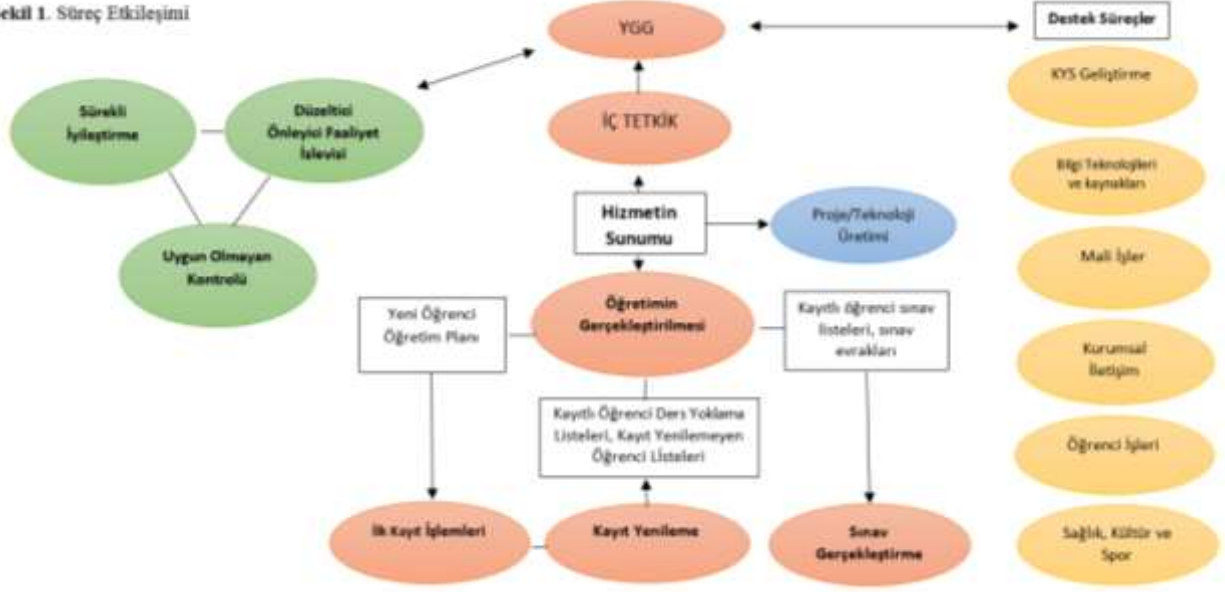 ekil 1. Süreç Etkileşimi
YGG
Destek Süreçler
KYS Geliştirme
Sürekli
İyileştirme
Düzeltici
Önleyici Faaliyet
İşlevisi
İÇ TETKİK
Bilgi Teknolojileri
ve kaynakları
Hizmetin
Sunumu
Proje/Teknoloji
Üretimi
Uygun Olmayan
Kontrolü
Mali İşler
Yeni Öğrenci
Öğretim Planı
Öğretimin
Gerçekleştirilmesi
Kayıtlı öğrenci sınav
listeleri, sınav
evrakları
Kurumsal
İletişim
Kayıtlı Öğrenci Ders Yoklama
Listeleri, Kayıt Yenilemeyen
Öğrenci Lİsteleri
Öğrenci İşleri
İlk Kayıt İşlemleri
Kayıt Yenileme
Sınav
Gerçekleştirme
Sağlık, Kültür ve
Spor